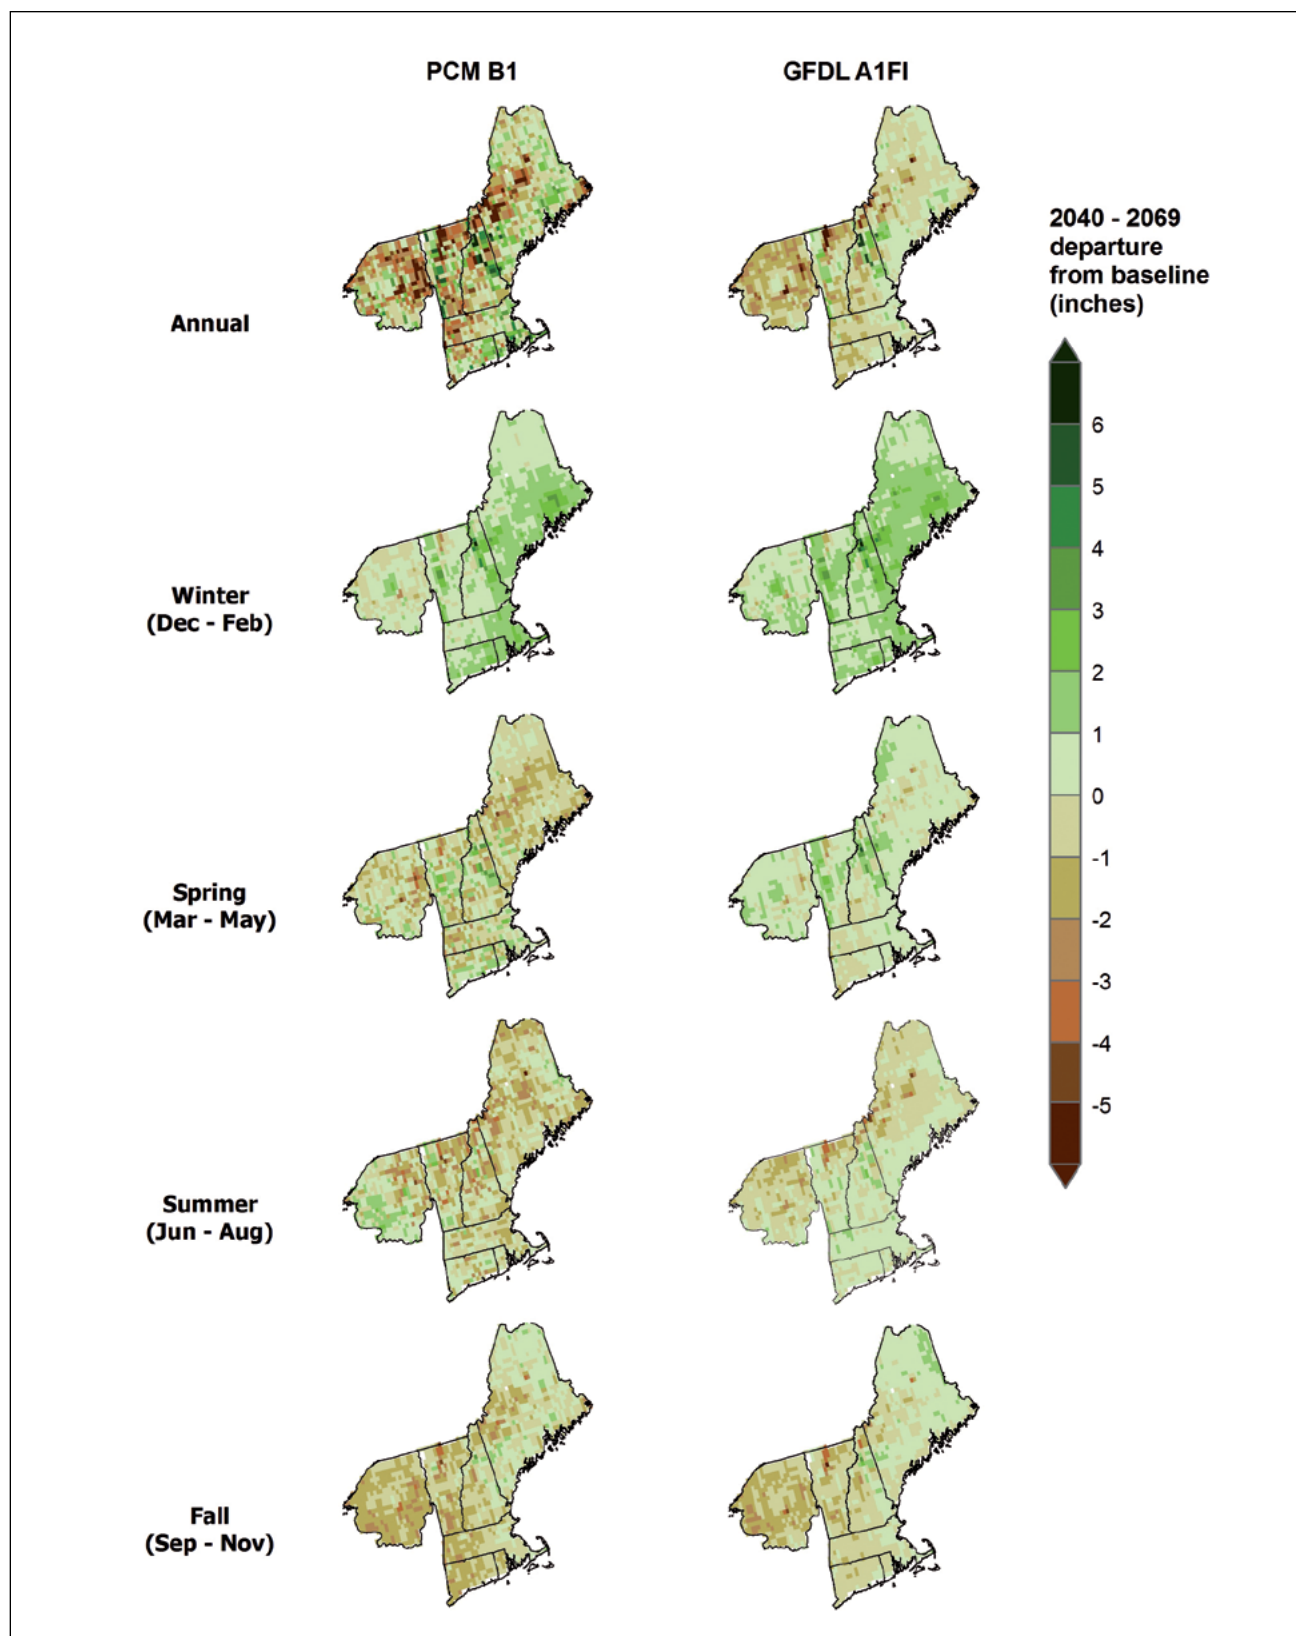 PCM B1
GFDL A1FI
2040 - 2069
departure
from baseline
(inches)
Annual
Winter
(Dec - Feb)
Spring
(Mar - May)
Summer
(Jun - Aug)
Fall
(Sep - Nov)
6
5
4
3
2
1
0
-1
-2
-3
-4
-5